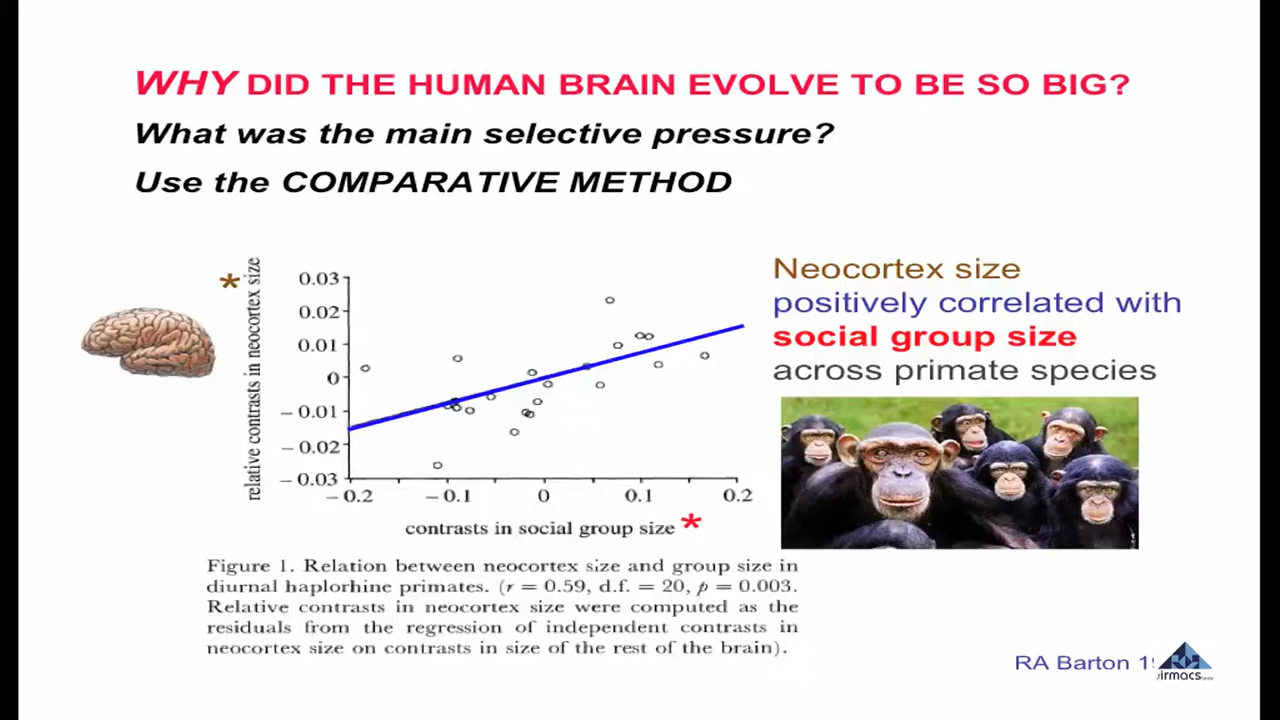 WHY DID THE HUMAN BRAIN EVOLVE TO BE SO BIG?
What was the main selective pressure?
Use the COMPARATIVE METHOD
*
relative contrasts in neocortex size
0.03
0.02
0.01
0
– 0.01
– 0.02
– 0.03
– 0.2
– 0.1
0
0.1
0.2
contrasts in social group size *
Neocortex size
positively correlated with
social group size
across primate species
Figure 1. Relation between neocortex size and group size in
diurnal haplorhine primates. (r = 0.59, d.f. = 20, p = 0.003.
Relative contrasts in neocortex size were computed as the
residuals from the regression of independent contrasts in
neocortex size on contrasts in size of the rest of the brain).
RA Barton
irmacs